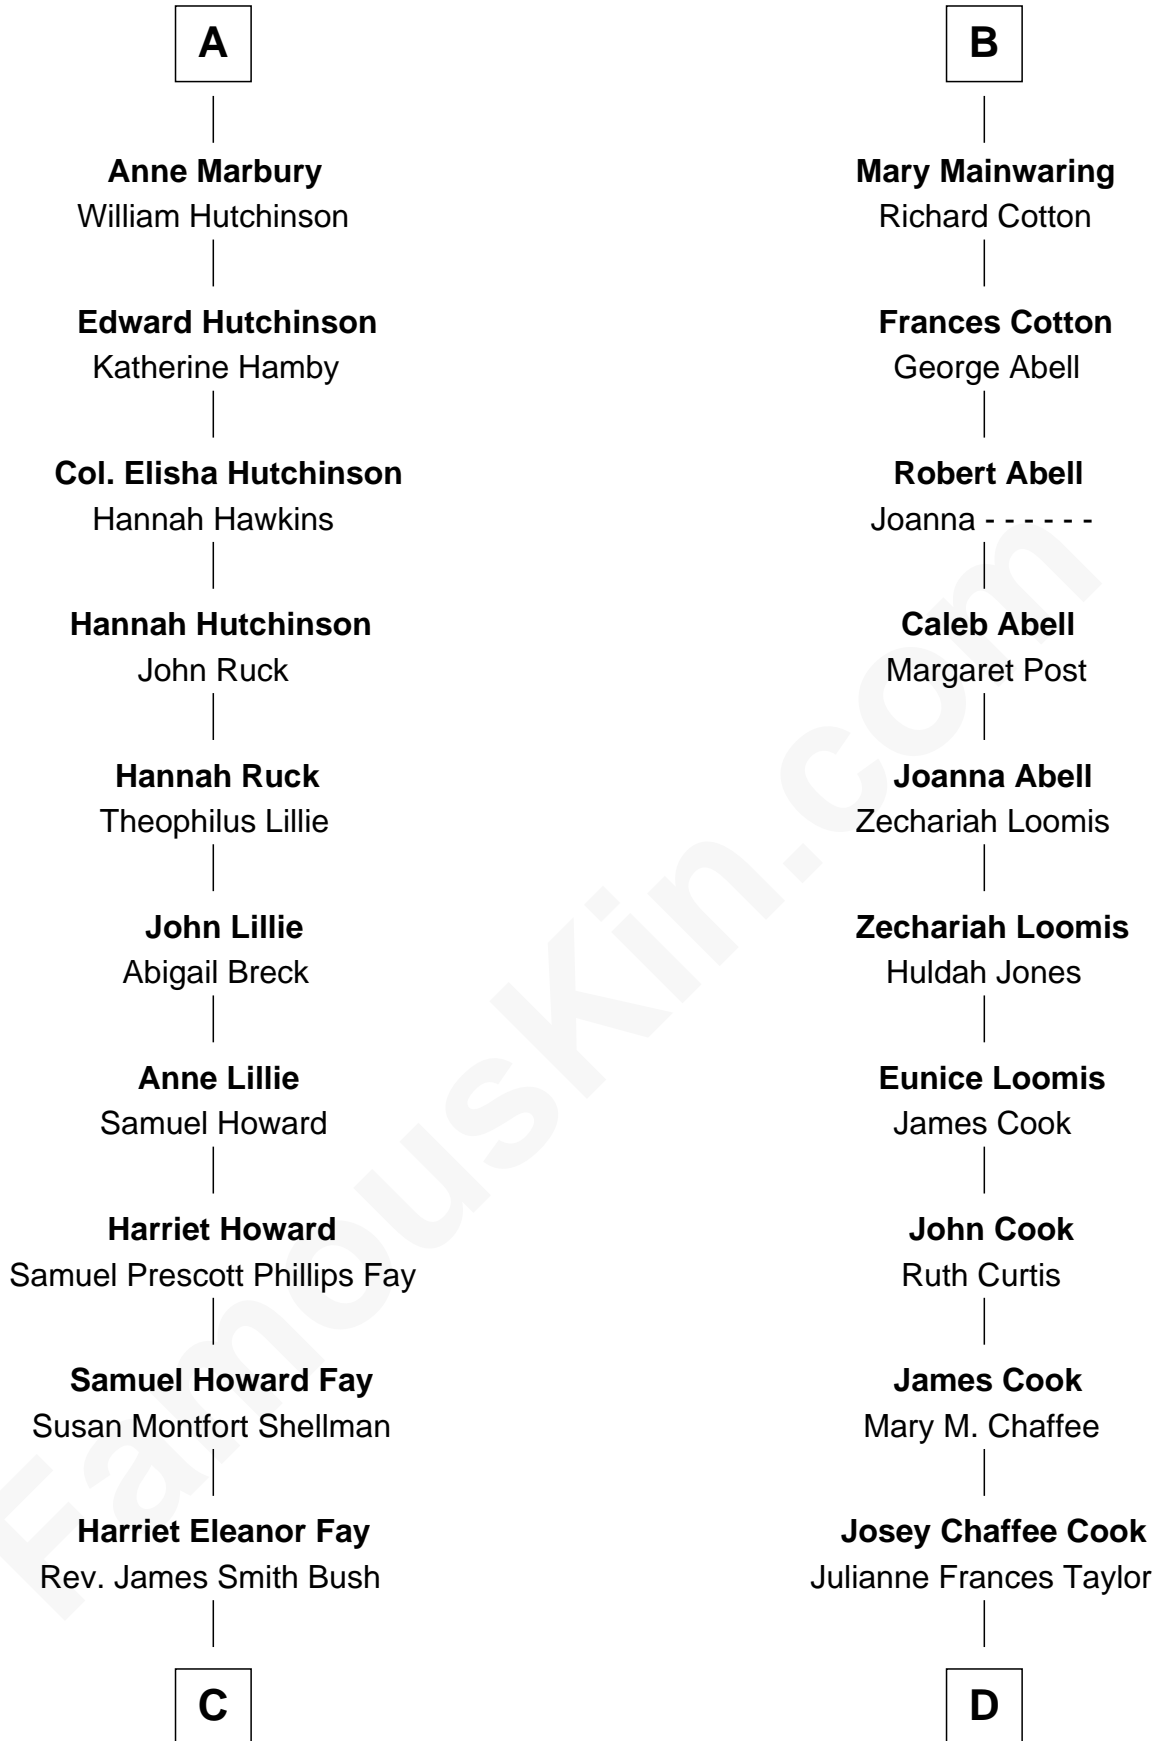 A
Anne Marbury
William Hutchinson
Edward Hutchinson
Katherine Hamby
Col. Elisha Hutchinson
Hannah Hawkins
Hannah Hutchinson
John Ruck
Hannah Ruck
Theophilus Lillie
John Lillie
Abigail Breck
Anne Lillie
Samuel Howard
Harriet Howard
Samuel Prescott Phillips Fay
Samuel Howard Fay
Susan Montfort Shellman
Harriet Eleanor Fay
Rev. James Smith Bush
C
B
Mary Mainwaring
Richard Cotton
Frances Cotton
George Abell
Robert Abell
Joanna - - - - - -
Caleb Abell
Margaret Post
Joanna Abell
Zechariah Loomis
Zechariah Loomis
Huldah Jones
Eunice Loomis
James Cook
John Cook
Ruth Curtis
James Cook
Mary M. Chaffee
Josey Chaffee Cook
Julianne Frances Taylor
D
FamousKin.com